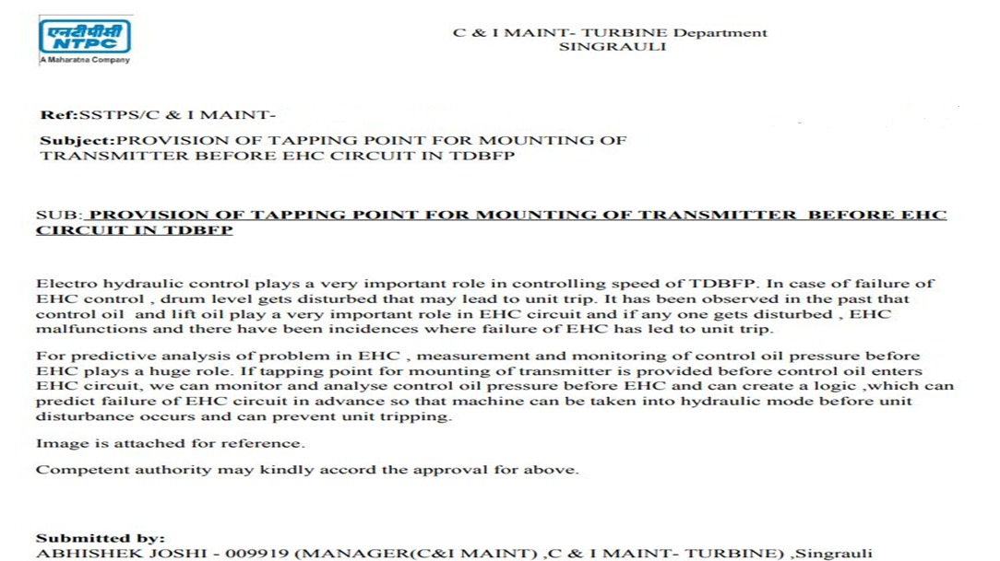 एनटीपीसी
NTPC
A Maharatna Company
C & I MAINT- TURBINE Department
SINGRAULI
Ref:SSTPS/C & I MAINT-
Subject:PROVISION OF TAPPING POINT FOR MOUNTING OF
TRANSMITTER BEFORE EHC CIRCUIT IN TDBFP
SUB: PROVISION OF TAPPING POINT FOR MOUNTING OF TRANSMITTER  BEFORE EHC
CIRCUIT IN TDBFP
Electro hydraulic control plays a very important role in controlling speed of TDBFP. In case of failure of
EHC control , drum level gets disturbed that may lead to unit trip. It has been observed in the past that
control oil  and lift oil play a very important role in EHC circuit and if any one gets disturbed , EHC
malfunctions and there have been incidences where failure of EHC has led to unit trip.
For predictive analysis of problem in EHC , measurement and monitoring of control oil pressure before
EHC plays a huge role. If tapping point for mounting of transmitter is provided before control oil enters
EHC circuit, we can monitor and analyse control oil pressure before EHC and can create a logic ,which can
predict failure of EHC circuit in advance so that machine can be taken into hydraulic mode before unit
disturbance occurs and can prevent unit tripping.
Image is attached for reference.
Competent authority may kindly accord the approval for above.
Submitted by:
ABHISHEK JOSHI - 009919 (MANAGER(C&I MAINT) ,C & I MAINT- TURBINE) ,Singrauli